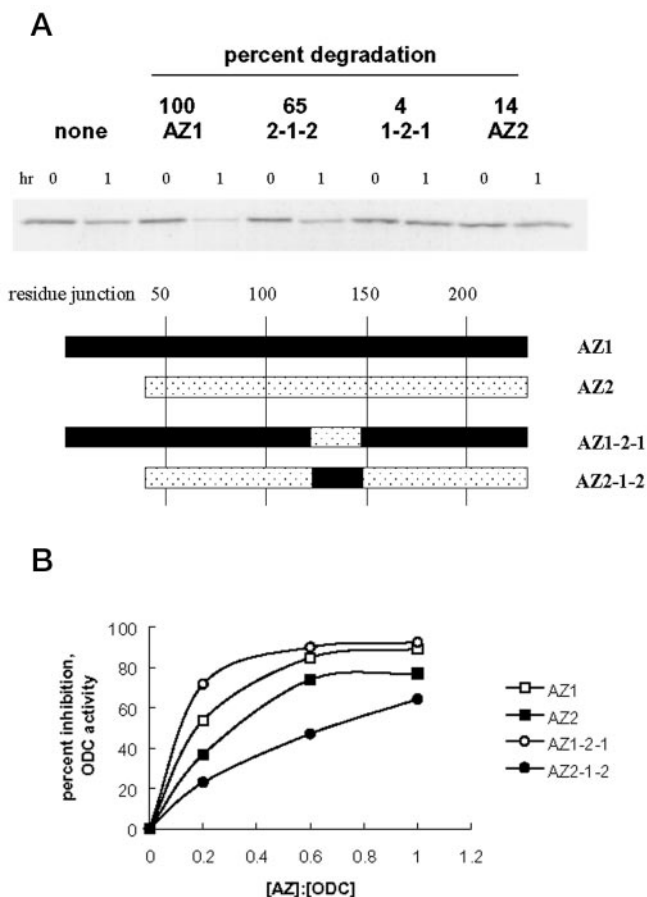 A
percent degradation
100 65 4 14
none AZ1 2-1-2 1-2-1 AZ2
hr 0 1 0 1 0 1 0 1 0 1
residue junction 50 100 150 200
AZ1
AZ2
AZ1-2-1
AZ2-1-2
B
percent inhibition,
ODC activity
100
80
60
40
20
0
0 0.2 0.4 0.6 0.8 1 1.2
[AZ]:[ODC]
AZ1
AZ2
AZ1-2-1
AZ2-1-2